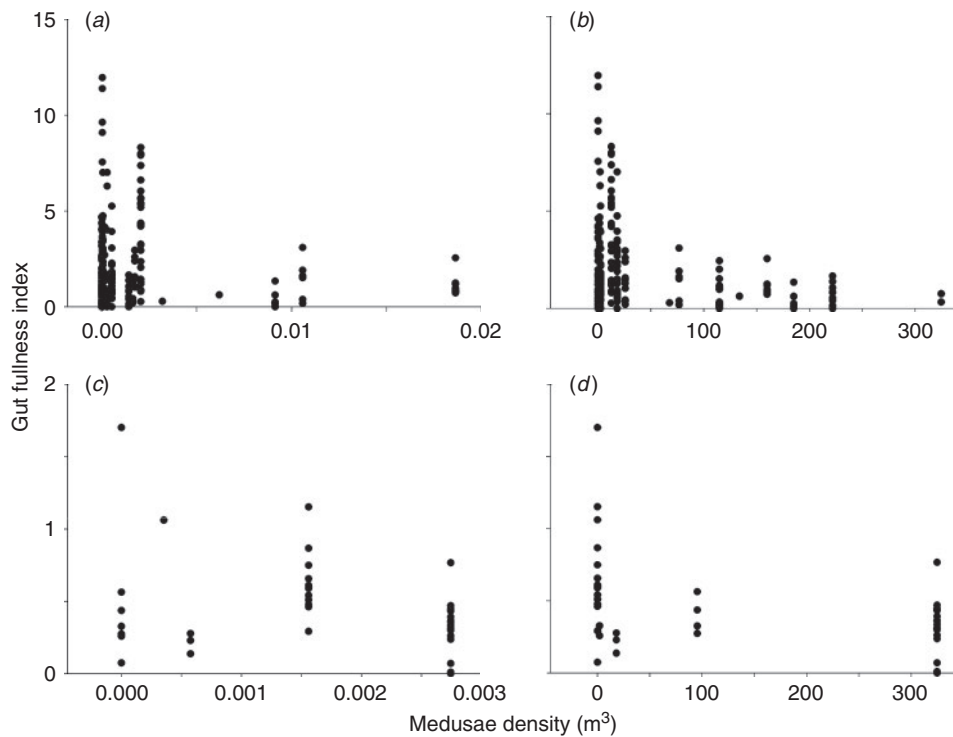 (a)
15
10
5
0
0.00 0.01 0.02
(b)
0 100 200 300
Gut fullness index
(c)
2
1
0
0.000 0.001 0.002 0.003
(d)
0 100 200 300
Medusae density (m³)